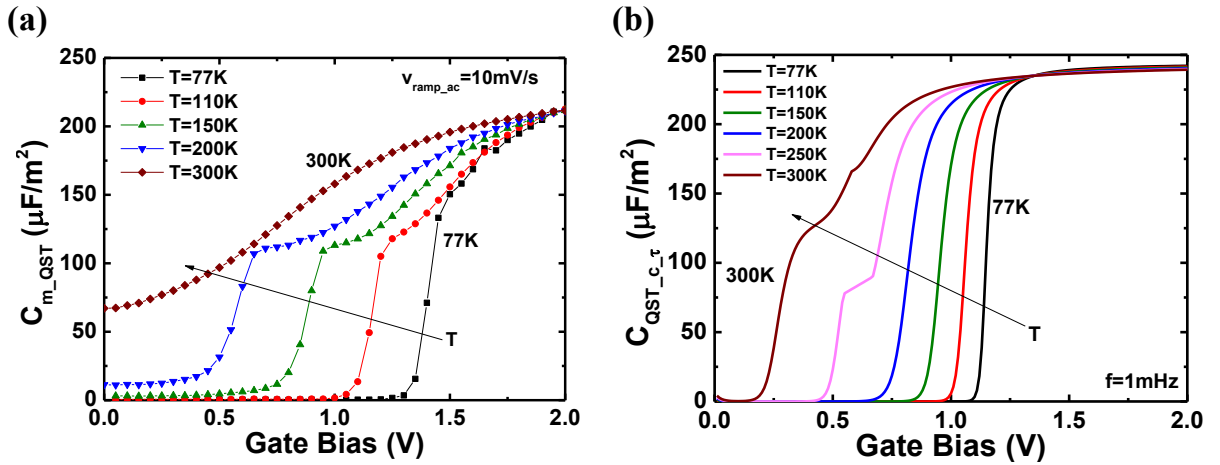 (a)
250
200
150
100
50
0
C_m_QST (μF/m²)
T=77K
T=110K
T=150K
T=200K
T=300K
v_ramp_ac=10mV/s
300K
77K
T
0.0 0.5 1.0 1.5 2.0
Gate Bias (V)
(b)
250
200
150
100
50
0
C_QST_c_τ (μF/m²)
T=77K
T=110K
T=150K
T=200K
T=250K
T=300K
77K
300K
T
f=1mHz
0.0 0.5 1.0 1.5 2.0
Gate Bias (V)